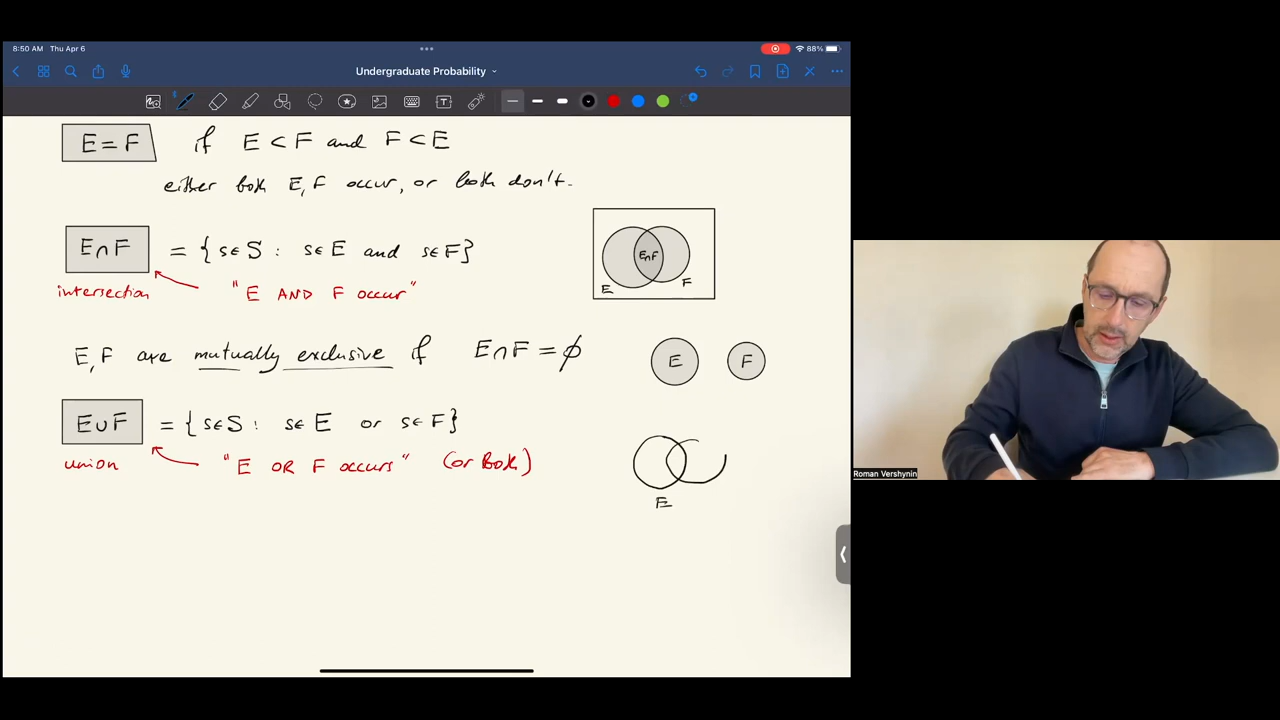 8:50 AM Thu Apr 6
88%
Undergraduate Probability
E = F if E ⊂ F and F ⊂ E
either both E, F occur, or both don't.
E∩F = { s∈S : s∈E and s∈F }
intersection "E AND F occur"
E∩F
E F
E, F are mutually exclusive if E∩F = ∅
E F
E∪F = { s∈S : s∈E or s∈F }
union "E OR F occurs" (or Both)
E
Roman Vershynin